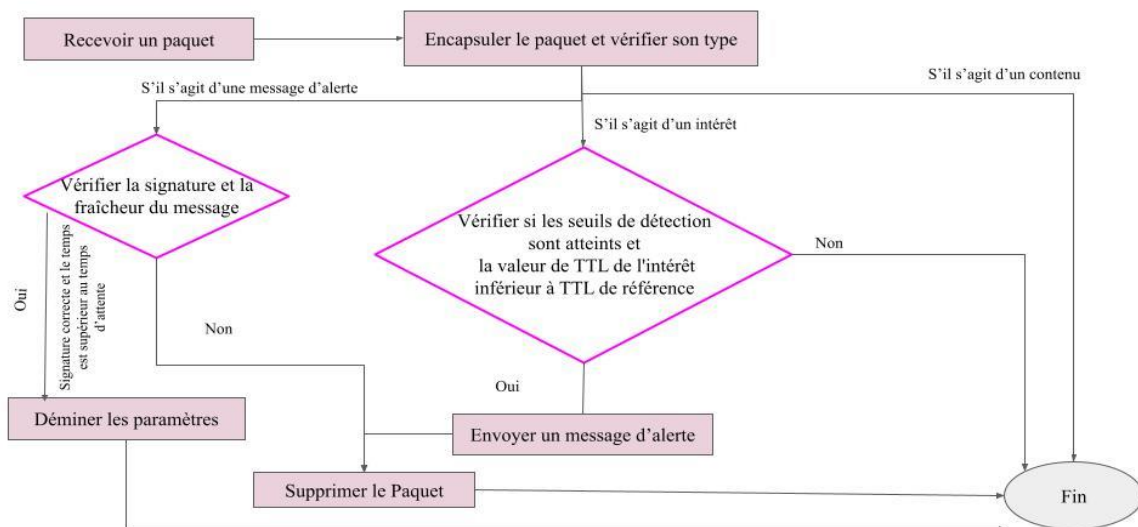 Recevoir un paquet
Encapsuler le paquet et vérifier son type
S'il s'agit d'une message d'alerte
S'il s'agit d'un intérêt
S'il s'agit d'un contenu
Vérifier la signature et la
fraîcheur du message
Vérifier si les seuils de détection
sont atteints et
la valeur de TTL de l'intérêt
inférieur à TTL de référence
Non
Oui
Signature correcte et le temps
est supérieur au temps
d'attente
Non
Oui
Déminer les paramètres
Envoyer un message d'alerte
Supprimer le Paquet
Fin